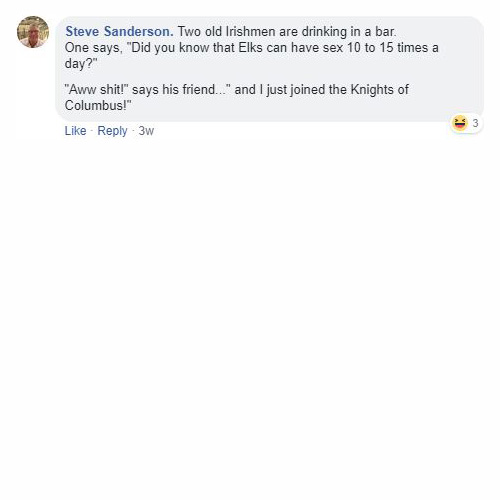 Steve Sanderson. Two old Irishmen are drinking in a bar.
One says, "Did you know that Elks can have sex 10 to 15 times a
day?"
"Aww shit!" says his friend..." and I just joined the Knights of
Columbus!"
3
Like · Reply · 3w